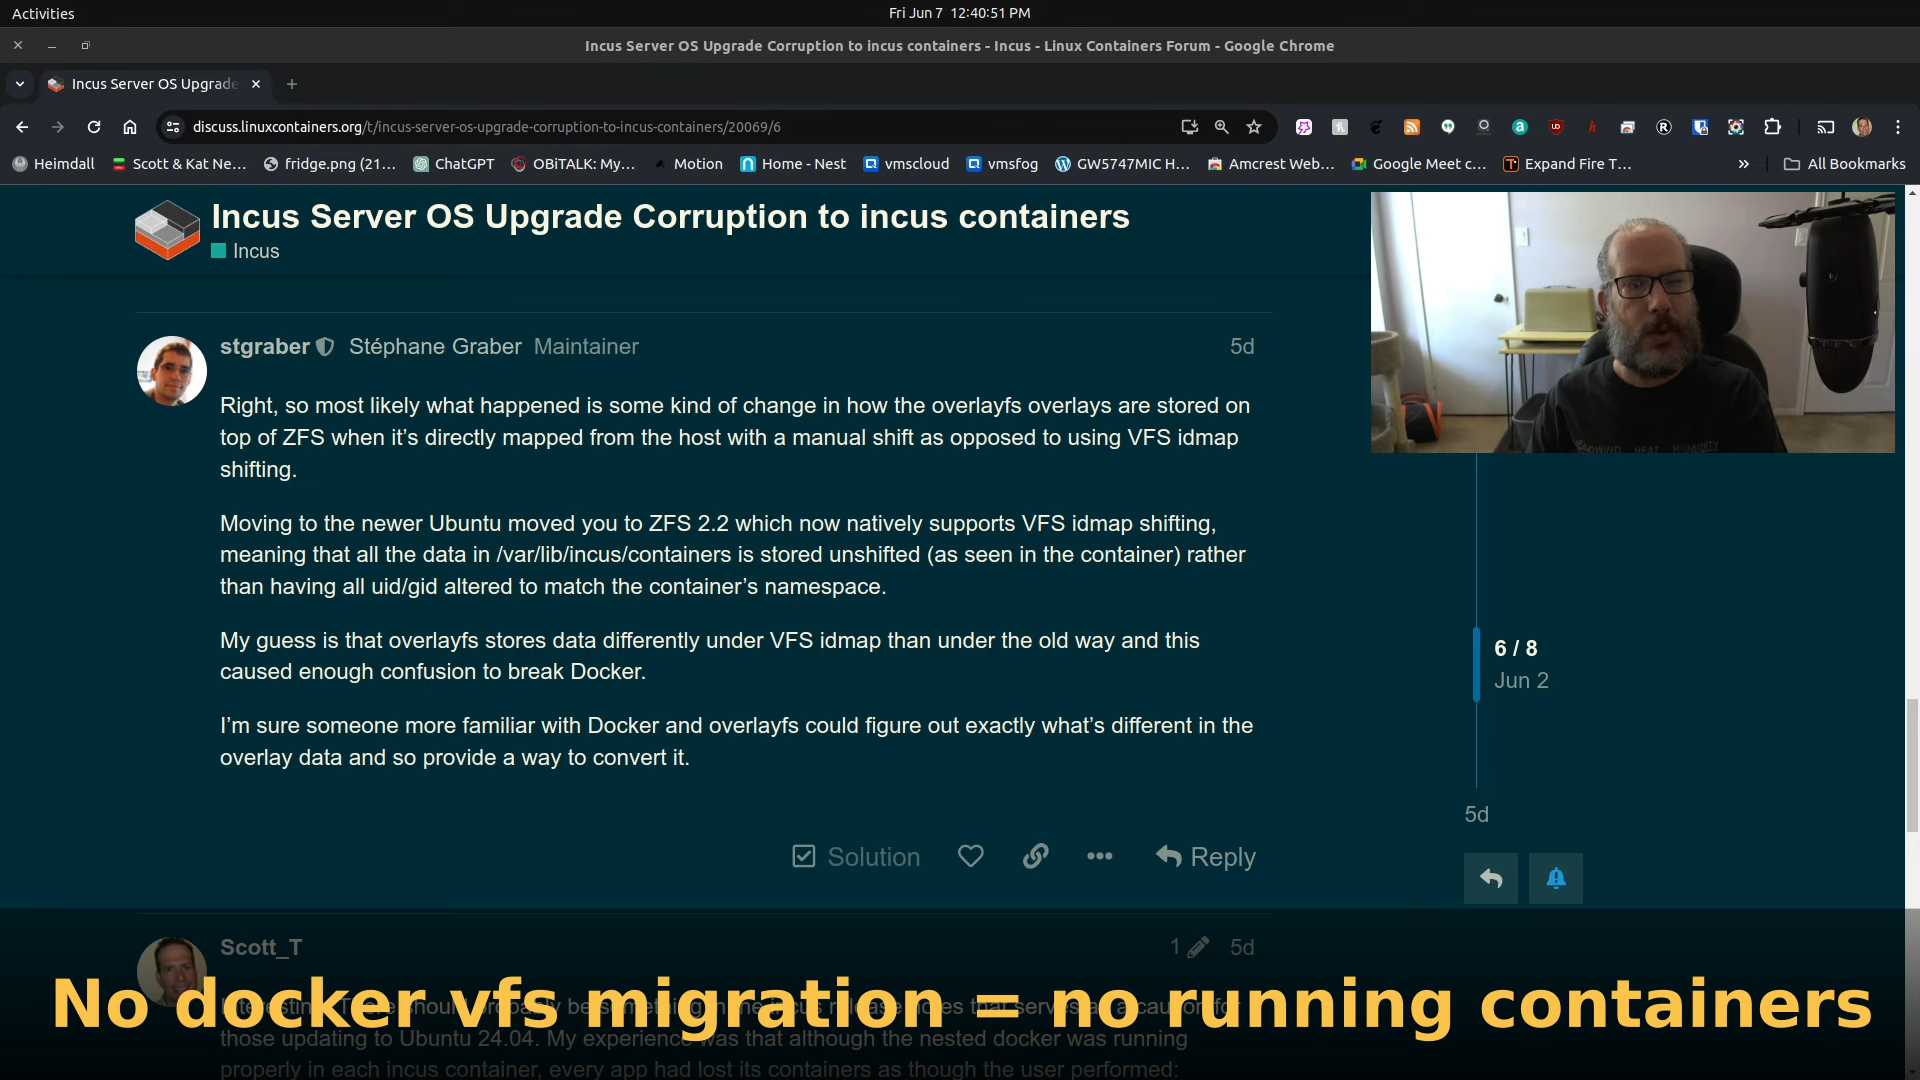 Activities
Fri Jun 7 12:40:51 PM
Incus Server OS Upgrade Corruption to incus containers - Incus - Linux Containers Forum - Google Chrome
Incus Server OS Upgrade
discuss.linuxcontainers.org/t/incus-server-os-upgrade-corruption-to-incus-containers/20069/6
Heimdall
Scott & Kat Ne...
fridge.png (21...
ChatGPT
OBiTALK: My...
Motion
Home - Nest
vmscloud
vmsfog
GW5747MIC H...
Amcrest Web...
Google Meet c...
Expand Fire T...
All Bookmarks
Incus Server OS Upgrade Corruption to incus containers
Incus
stgraber Stéphane Graber Maintainer 5d
Right, so most likely what happened is some kind of change in how the overlayfs overlays are stored on
top of ZFS when it’s directly mapped from the host with a manual shift as opposed to using VFS idmap
shifting.
Moving to the newer Ubuntu moved you to ZFS 2.2 which now natively supports VFS idmap shifting,
meaning that all the data in /var/lib/incus/containers is stored unshifted (as seen in the container) rather
than having all uid/gid altered to match the container’s namespace.
My guess is that overlayfs stores data differently under VFS idmap than under the old way and this
caused enough confusion to break Docker.
I’m sure someone more familiar with Docker and overlayfs could figure out exactly what’s different in the
overlay data and so provide a way to convert it.
6 / 8
Jun 2
5d
Solution
Reply
Scott_T 1 5d
No docker vfs migration = no running containers
those updating to Ubuntu 24.04. My experience was that although the nested docker was running
properly in each incus container, every app had lost its containers as though the user performed: